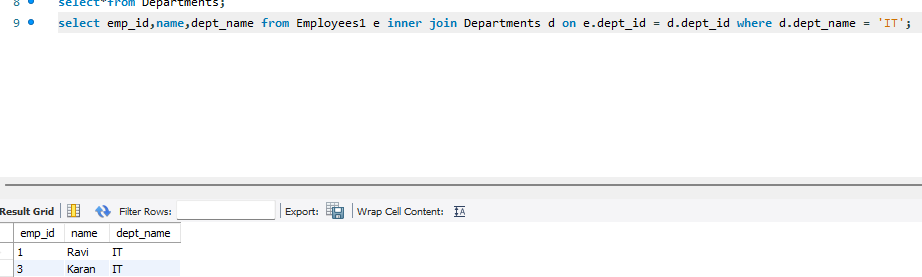 8 select*from Departments;
9 select emp_id,name,dept_name from Employees1 e inner join Departments d on e.dept_id = d.dept_id where d.dept_name = 'IT';
Result Grid Filter Rows: Export: Wrap Cell Content:
emp_id name dept_name
1 Ravi IT
3 Karan IT